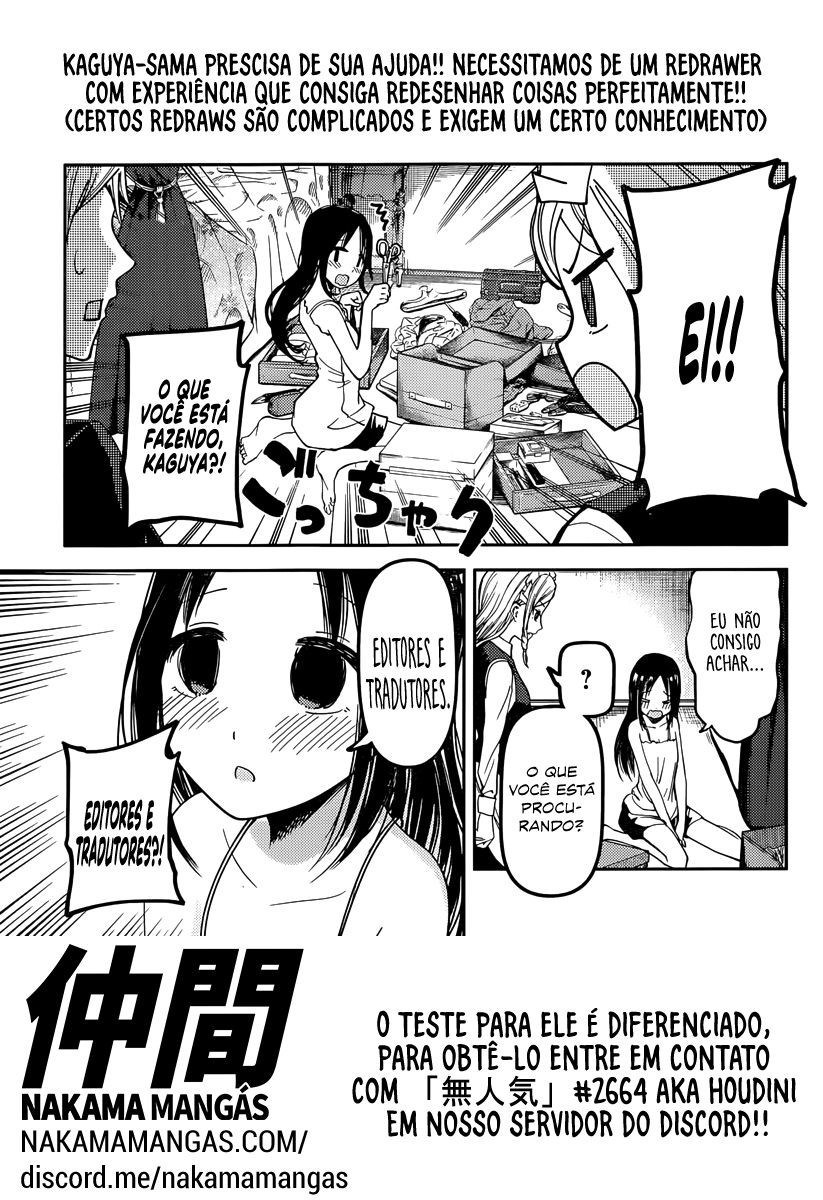 KAGUYA-SAMA PRESCISA DE SUA AJUDA!! NECESSITAMOS DE UM REDRAWER
COM EXPERIÊNCIA QUE CONSIGA REDESENHAR COISAS PERFEITAMENTE!!
(CERTOS REDRAWS SÃO COMPLICADOS E EXIGEM UM CERTO CONHECIMENTO)
EI!!
O QUE
VOCÊ ESTÁ
FAZENDO,
KAGUYA?!
ごっちゃり
EU NÃO
CONSIGO
ACHAR...
?
O QUE
VOCÊ ESTÁ
PROCU-
RANDO?
EDITORES E
TRADUTORES.
EDITORES E
TRADUTORES?!
仲間
NAKAMA MANGÁS
NAKAMAMANGAS.COM/
discord.me/nakamamangas
O TESTE PARA ELE É DIFERENCIADO,
PARA OBTÊ-LO ENTRE EM CONTATO
COM 「無人気」 #2664 AKA HOUDINI
EM NOSSO SERVIDOR DO DISCORD!!